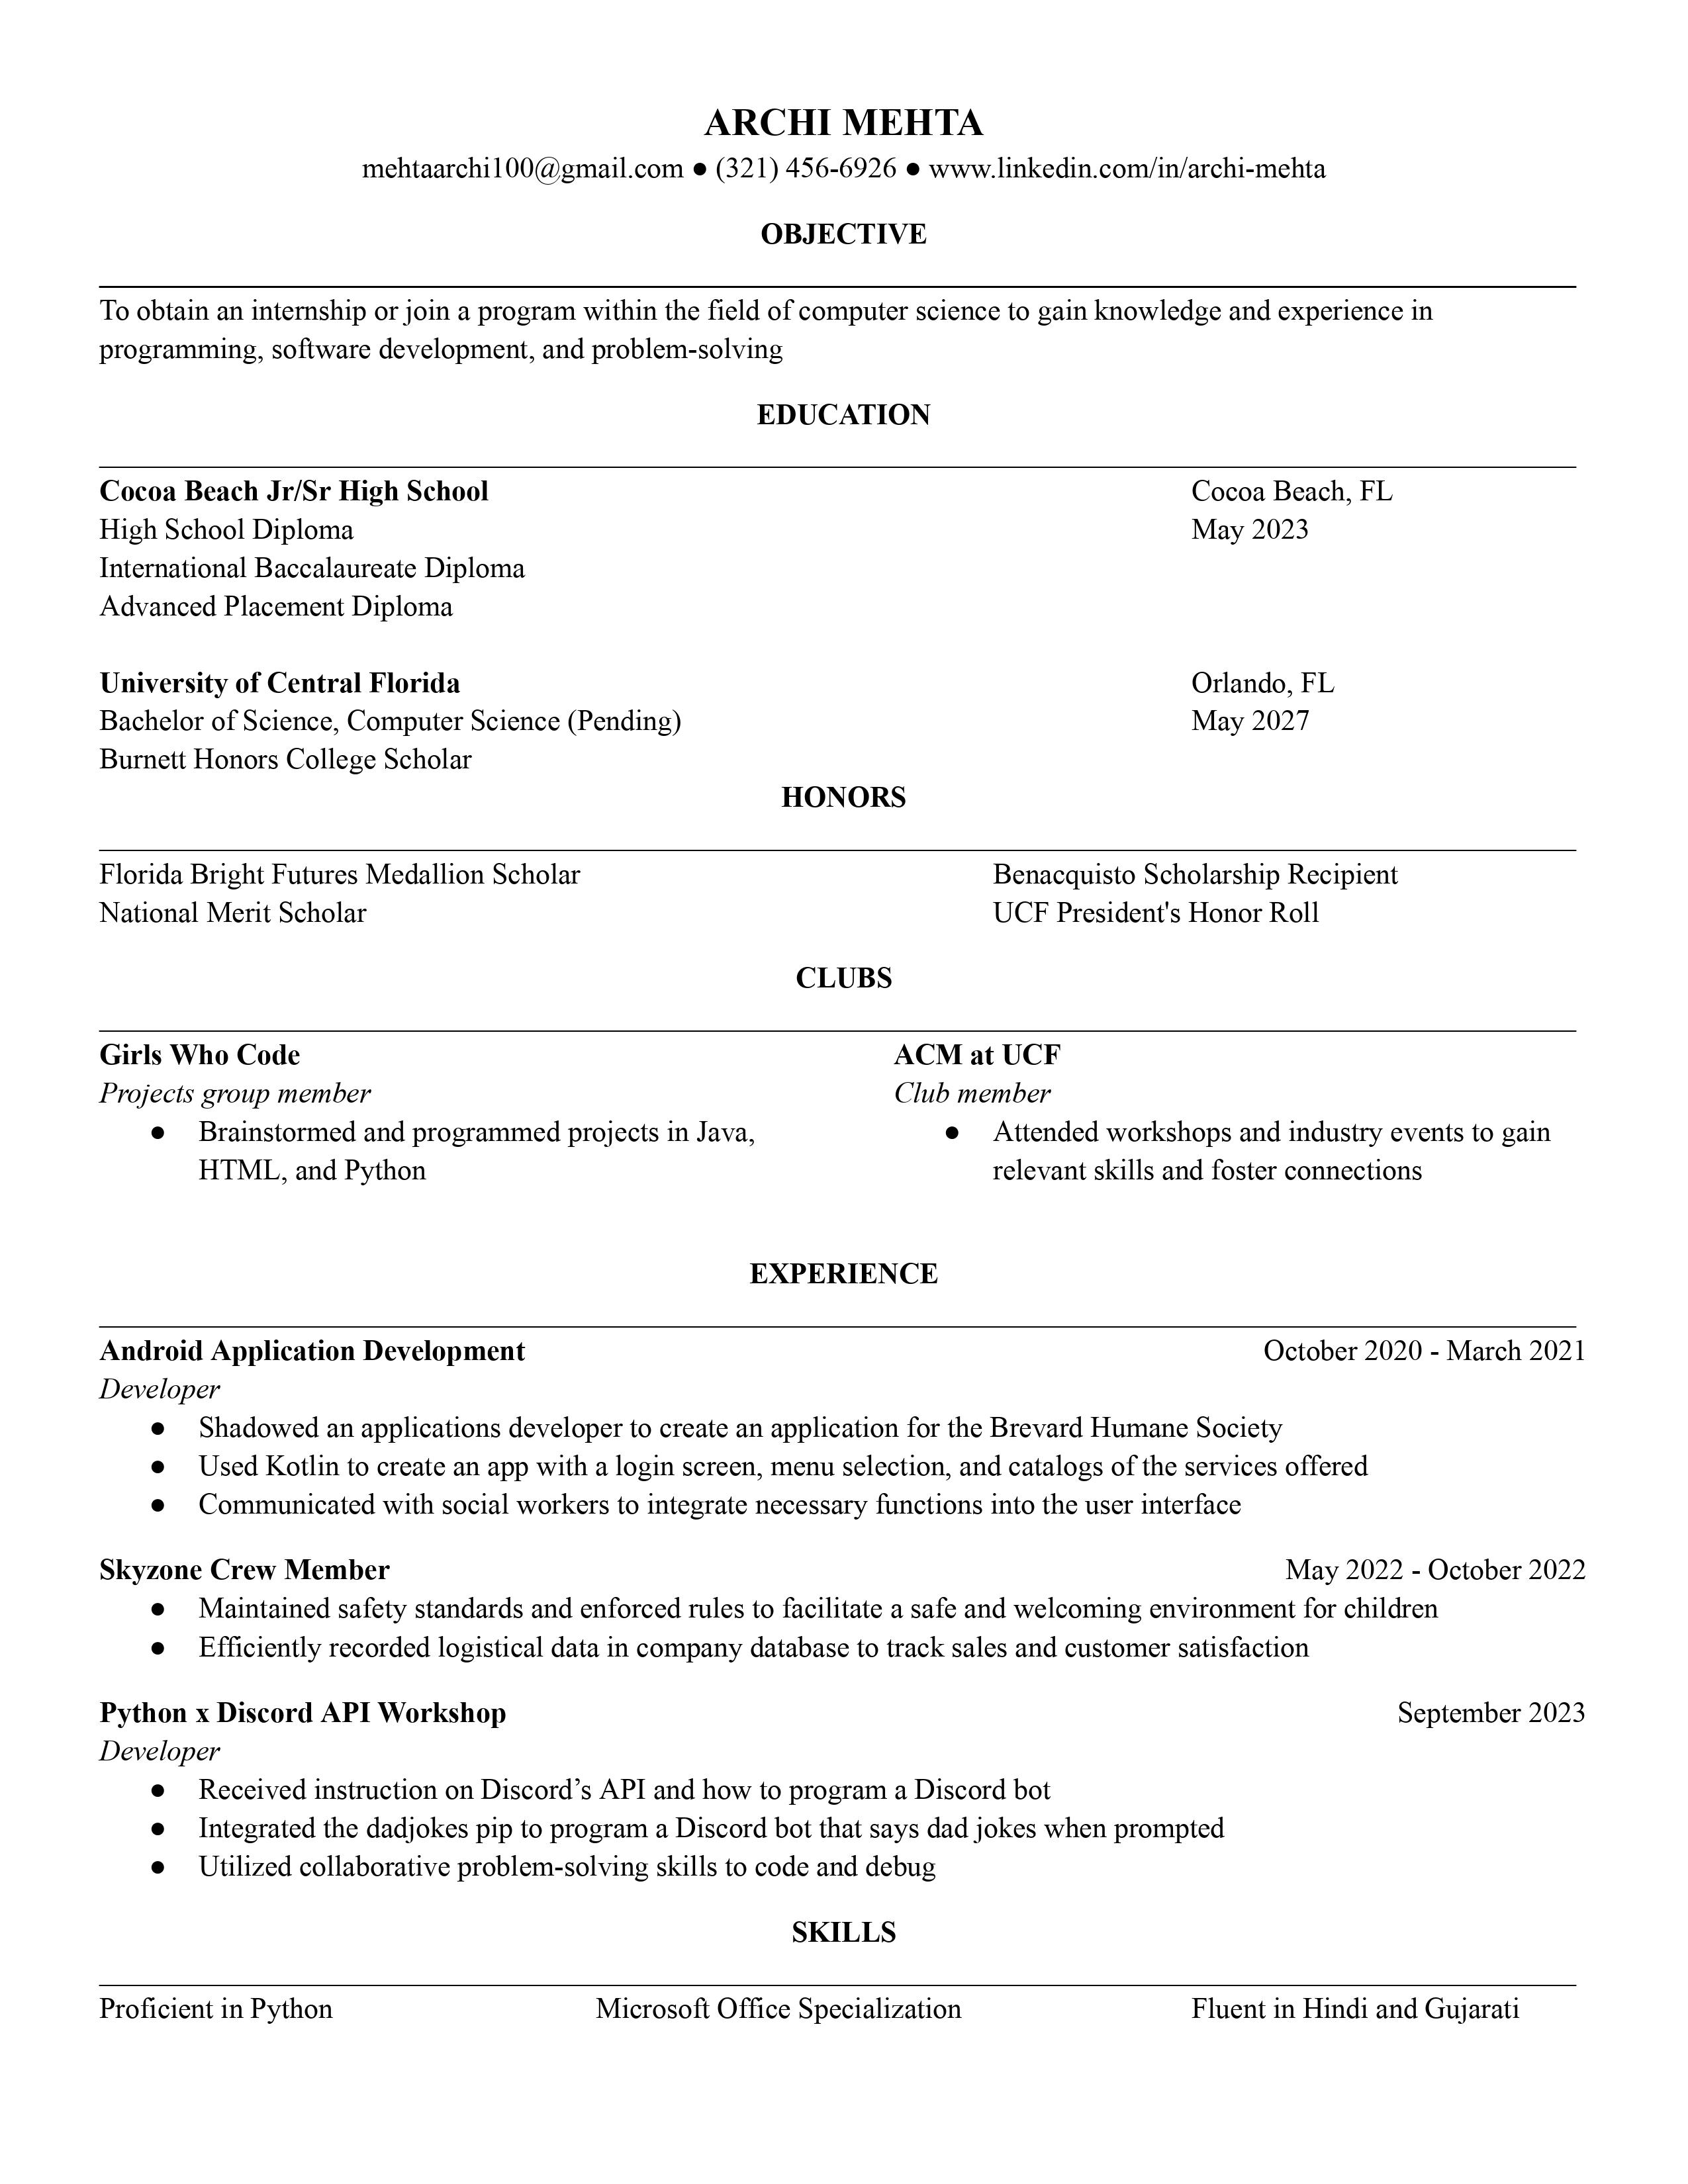 ARCHI MEHTA
mehtaarchi100@gmail.com ● (321) 456-6926 ● www.linkedin.com/in/archi-mehta
OBJECTIVE
To obtain an internship or join a program within the field of computer science to gain knowledge and experience in
programming, software development, and problem-solving
EDUCATION
Cocoa Beach Jr/Sr High School Cocoa Beach, FL
High School Diploma May 2023
International Baccalaureate Diploma
Advanced Placement Diploma
University of Central Florida Orlando, FL
Bachelor of Science, Computer Science (Pending) May 2027
Burnett Honors College Scholar
HONORS
Florida Bright Futures Medallion Scholar Benacquisto Scholarship Recipient
National Merit Scholar UCF President's Honor Roll
CLUBS
Girls Who Code
Projects group member
● Brainstormed and programmed projects in Java,
HTML, and Python
ACM at UCF
Club member
● Attended workshops and industry events to gain
relevant skills and foster connections
EXPERIENCE
Android Application Development October 2020 - March 2021
Developer
● Shadowed an applications developer to create an application for the Brevard Humane Society
● Used Kotlin to create an app with a login screen, menu selection, and catalogs of the services offered
● Communicated with social workers to integrate necessary functions into the user interface
Skyzone Crew Member May 2022 - October 2022
● Maintained safety standards and enforced rules to facilitate a safe and welcoming environment for children
● Efficiently recorded logistical data in company database to track sales and customer satisfaction
Python x Discord API Workshop September 2023
Developer
● Received instruction on Discord’s API and how to program a Discord bot
● Integrated the dadjokes pip to program a Discord bot that says dad jokes when prompted
● Utilized collaborative problem-solving skills to code and debug
SKILLS
Proficient in Python Microsoft Office Specialization Fluent in Hindi and Gujarati